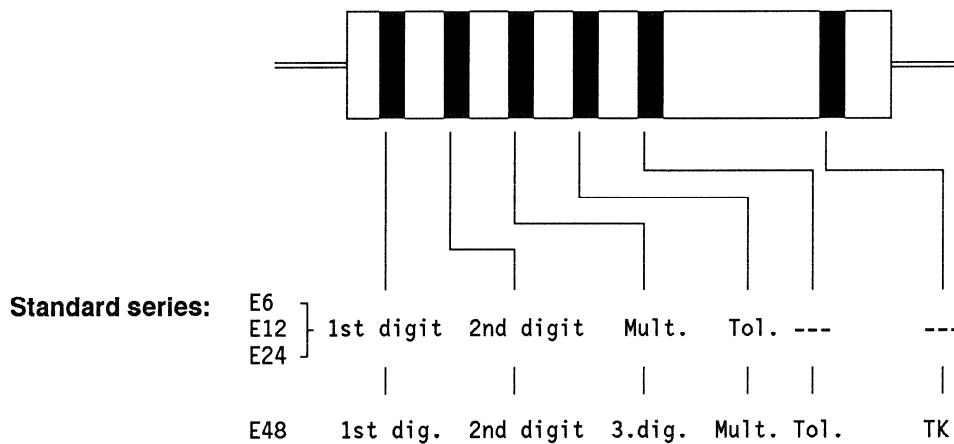 E6
Standard series:
E12 1st digit 2nd digit Mult. Tol. --- ---
E24
E48 1st dig. 2nd digit 3.dig. Mult. Tol. TK